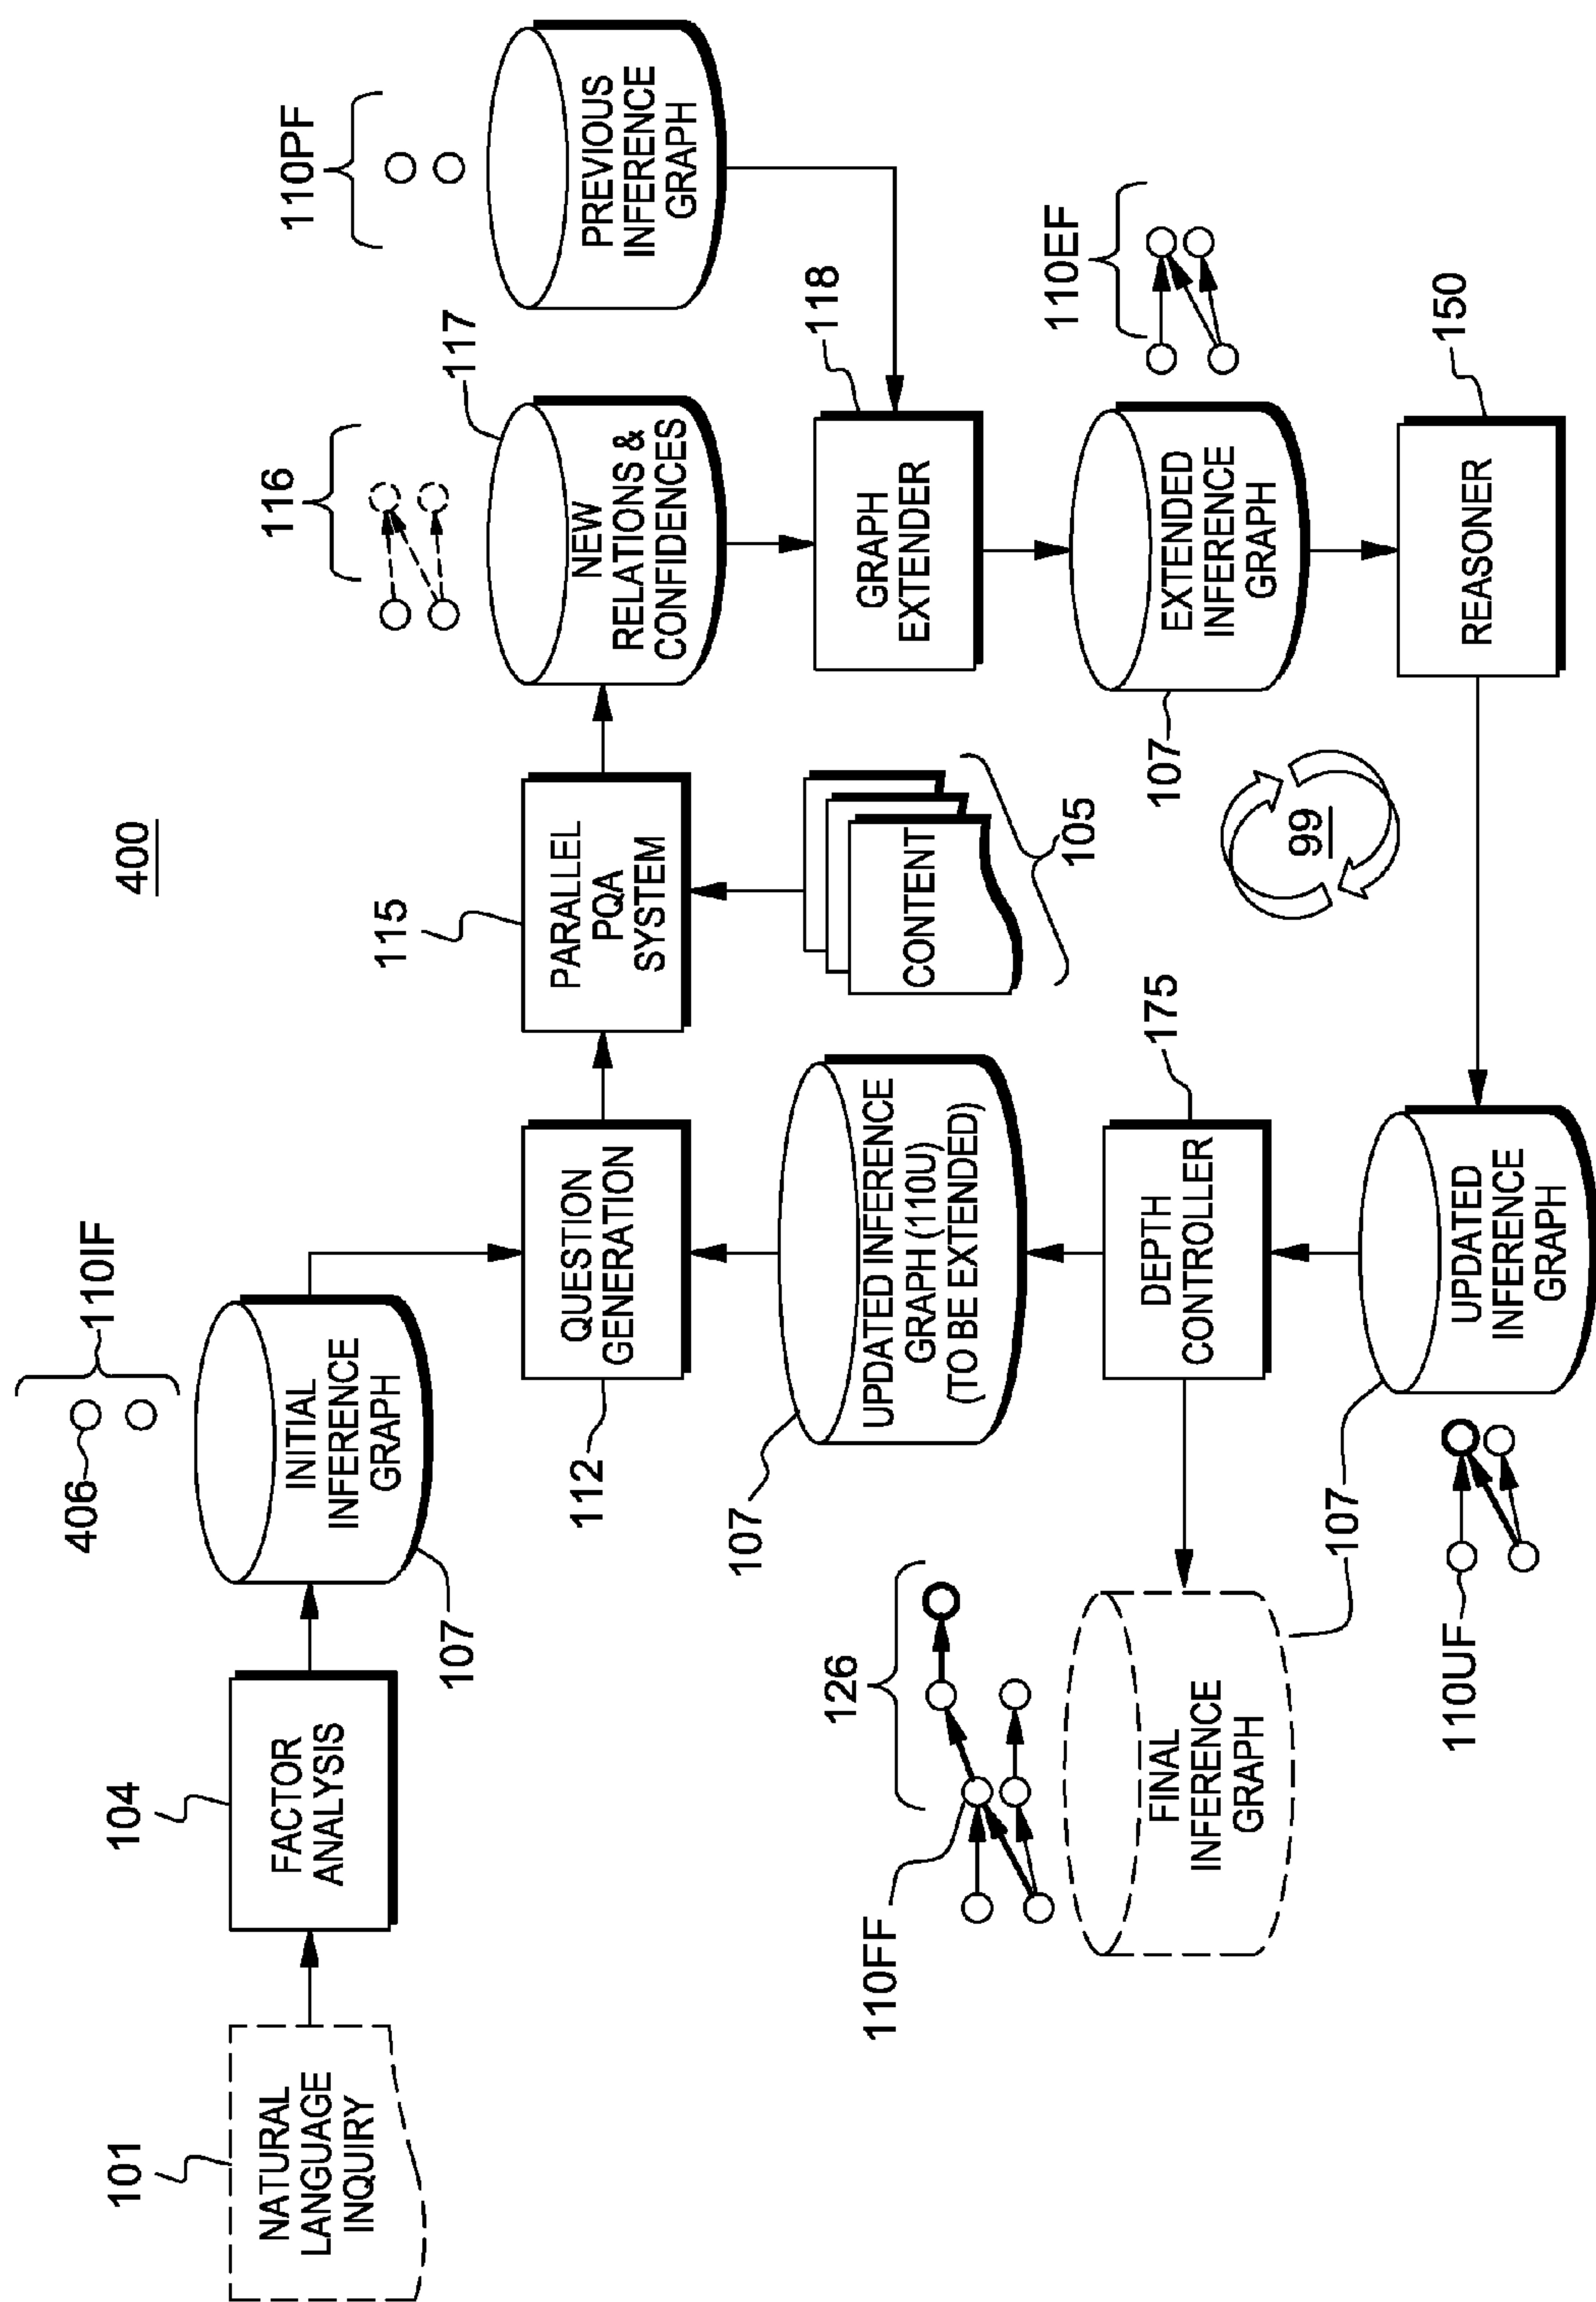 400
101
NATURAL
LANGUAGE
INQUIRY
104
FACTOR
ANALYSIS
406
110IF
INITIAL
INFERENCE
GRAPH
107
112
QUESTION
GENERATION
115
PARALLEL
PQA
SYSTEM
CONTENT
105
116
117
NEW
RELATIONS &
CONFIDENCES
110PF
PREVIOUS
INFERENCE
GRAPH
118
GRAPH
EXTENDER
107
EXTENDED
INFERENCE
GRAPH
110EF
150
REASONER
99
107
UPDATED INFERENCE
GRAPH (110U)
(TO BE EXTENDED)
175
DEPTH
CONTROLLER
UPDATED
INFERENCE
GRAPH
107
110UF
126
110FF
FINAL
INFERENCE
GRAPH